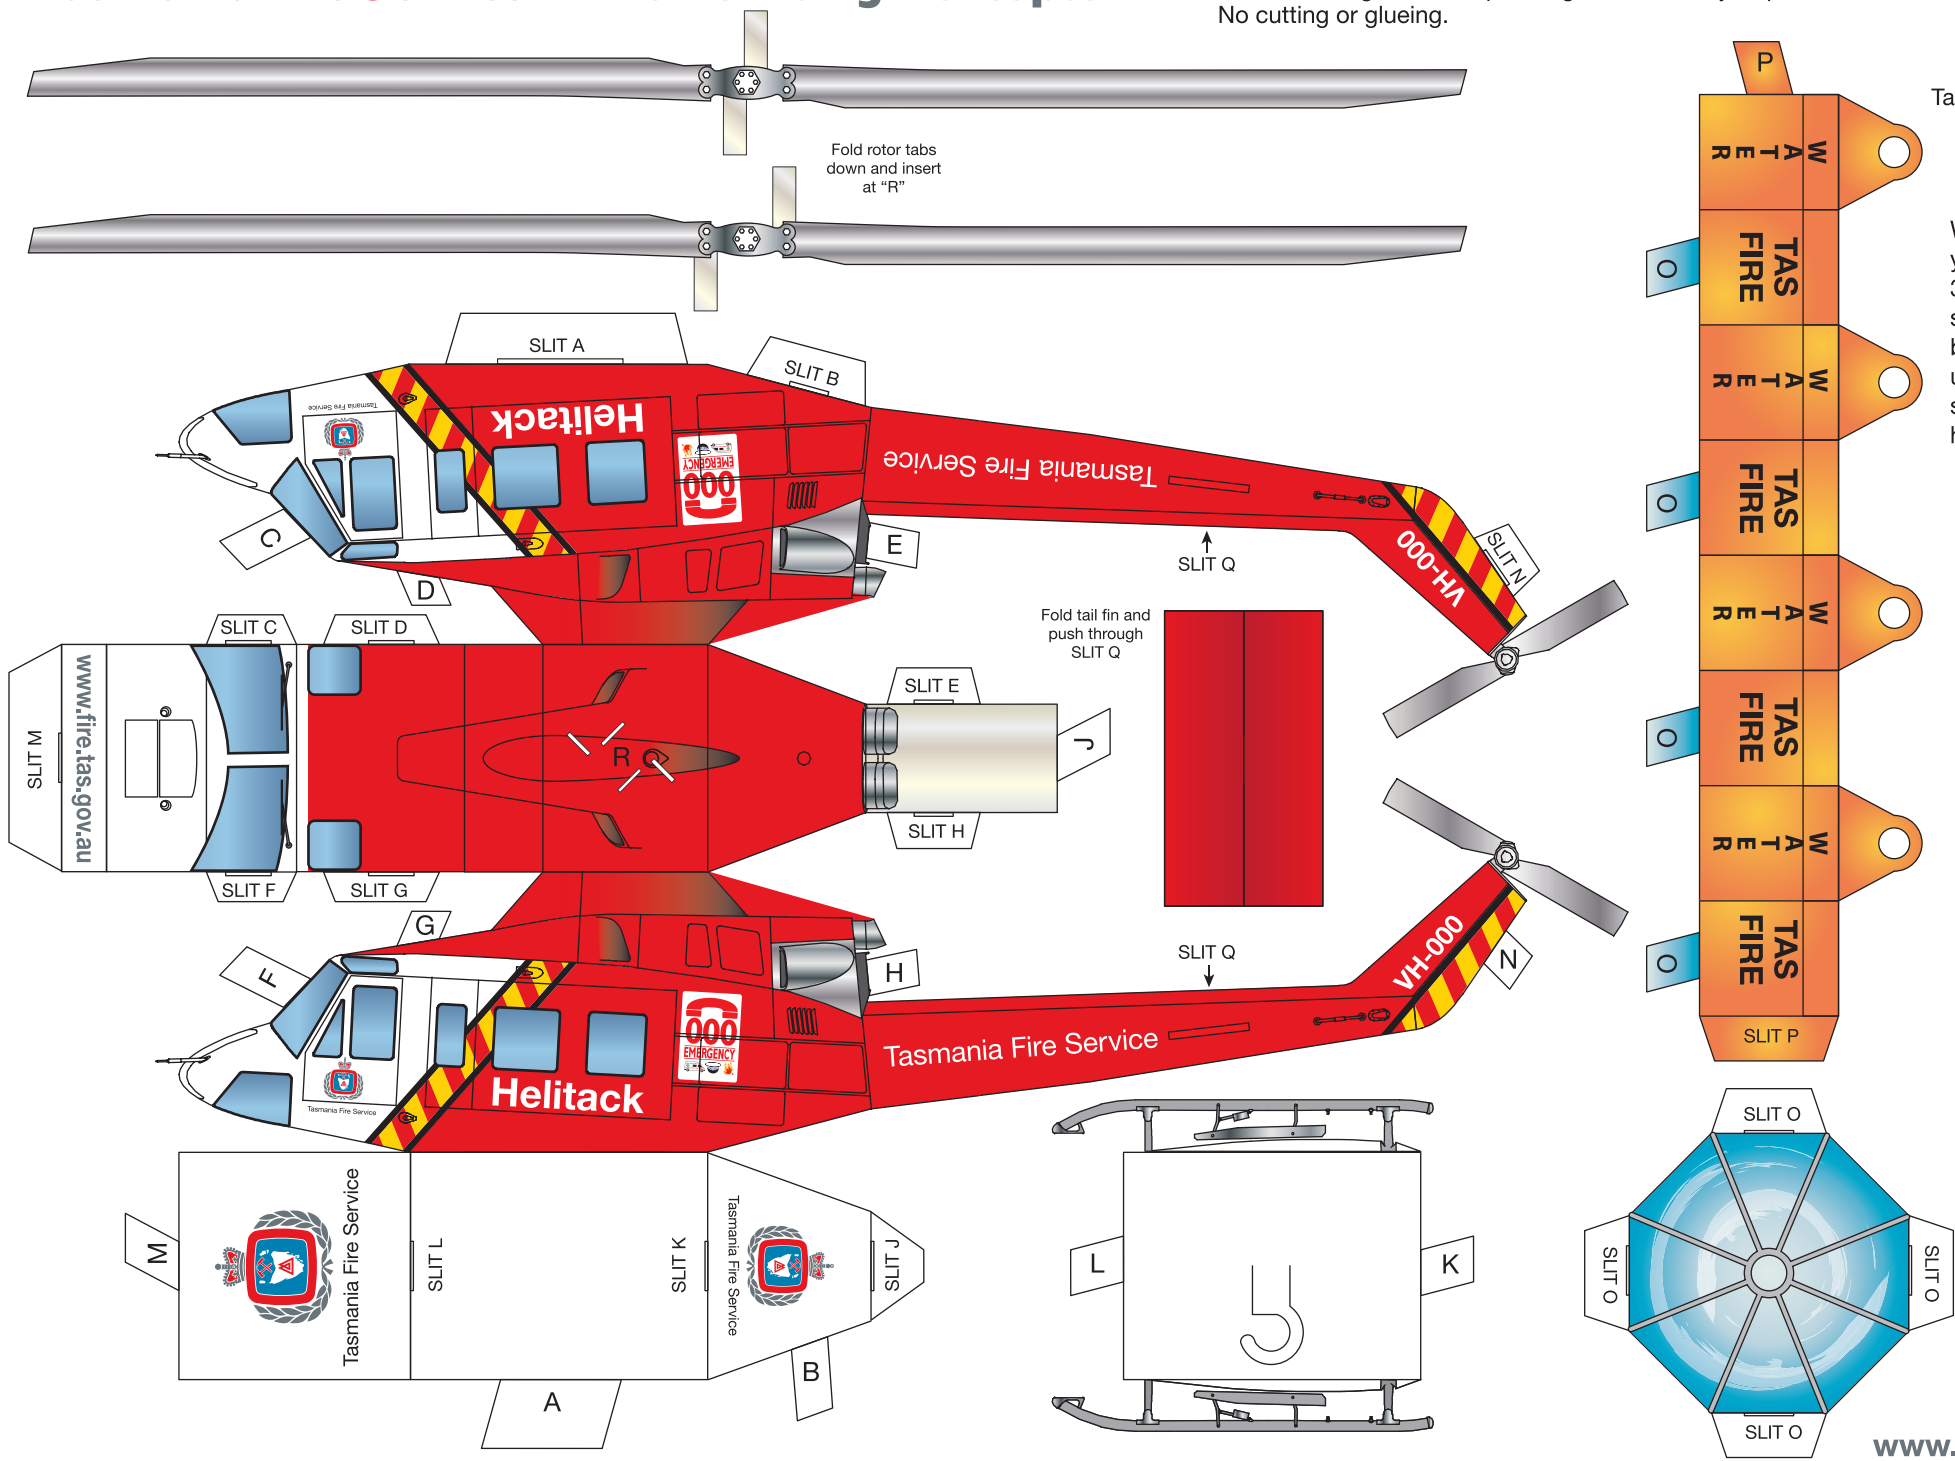 No cutting or glueing.
P
Fold rotor tabs
down and insert
at “R”
WATER
TAS
FIRE
O
WATER
TAS
FIRE
O
WATER
TAS
FIRE
O
WATER
TAS
FIRE
O
SLIT P
SLIT A
SLIT B
Tasmania Fire Service
Helitack
000
EMERGENCY
Tasmania Fire Service
VH-000
SLIT N
C
D
E
SLIT Q
Fold tail fin and
push through
SLIT Q
SLIT C
SLIT D
SLIT E
SLIT M
www.fire.tas.gov.au
R
J
SLIT F
SLIT G
SLIT H
G
F
H
SLIT Q
VH-000
N
000
EMERGENCY
Tasmania Fire Service
Helitack
Tasmania Fire Service
M
Tasmania Fire Service
SLIT L
SLIT K
Tasmania Fire Service
SLIT J
A
B
L
K
SLIT O
SLIT O
SLIT O
SLIT O
www.